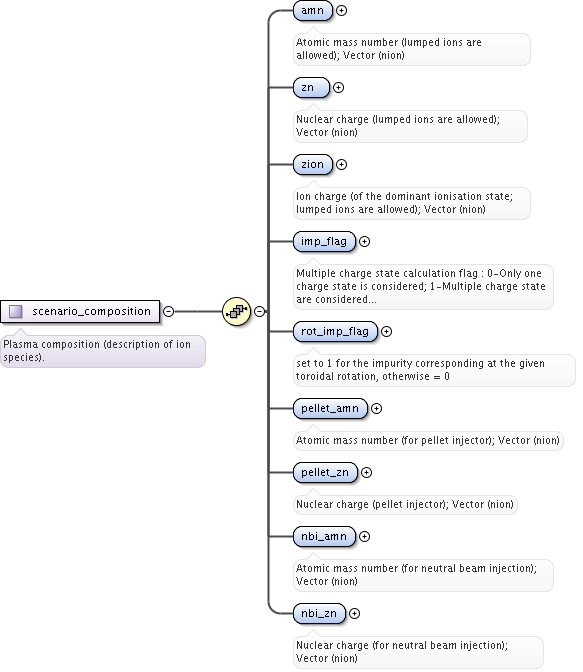 amn
Atomic mass number (lumped ions are
allowed); Vector (nion)
zn
Nuclear charge (lumped ions are allowed);
Vector (nion)
zion
Ion charge (of the dominant ionisation state;
lumped ions are allowed); Vector (nion)
imp_flag
Multiple charge state calculation flag : 0-Only one
charge state is considered; 1-Multiple charge state
are considered...
scenario_composition
Plasma composition (description of ion
species).
rot_imp_flag
set to 1 for the impurity corresponding at the given
toroidal rotation, otherwise = 0
pellet_amn
Atomic mass number (for pellet injector); Vector (nion)
pellet_zn
Nuclear charge (pellet injector); Vector (nion)
nbi_amn
Atomic mass number (for neutral beam injection);
Vector (nion)
nbi_zn
Nuclear charge (for neutral beam injection);
Vector (nion)